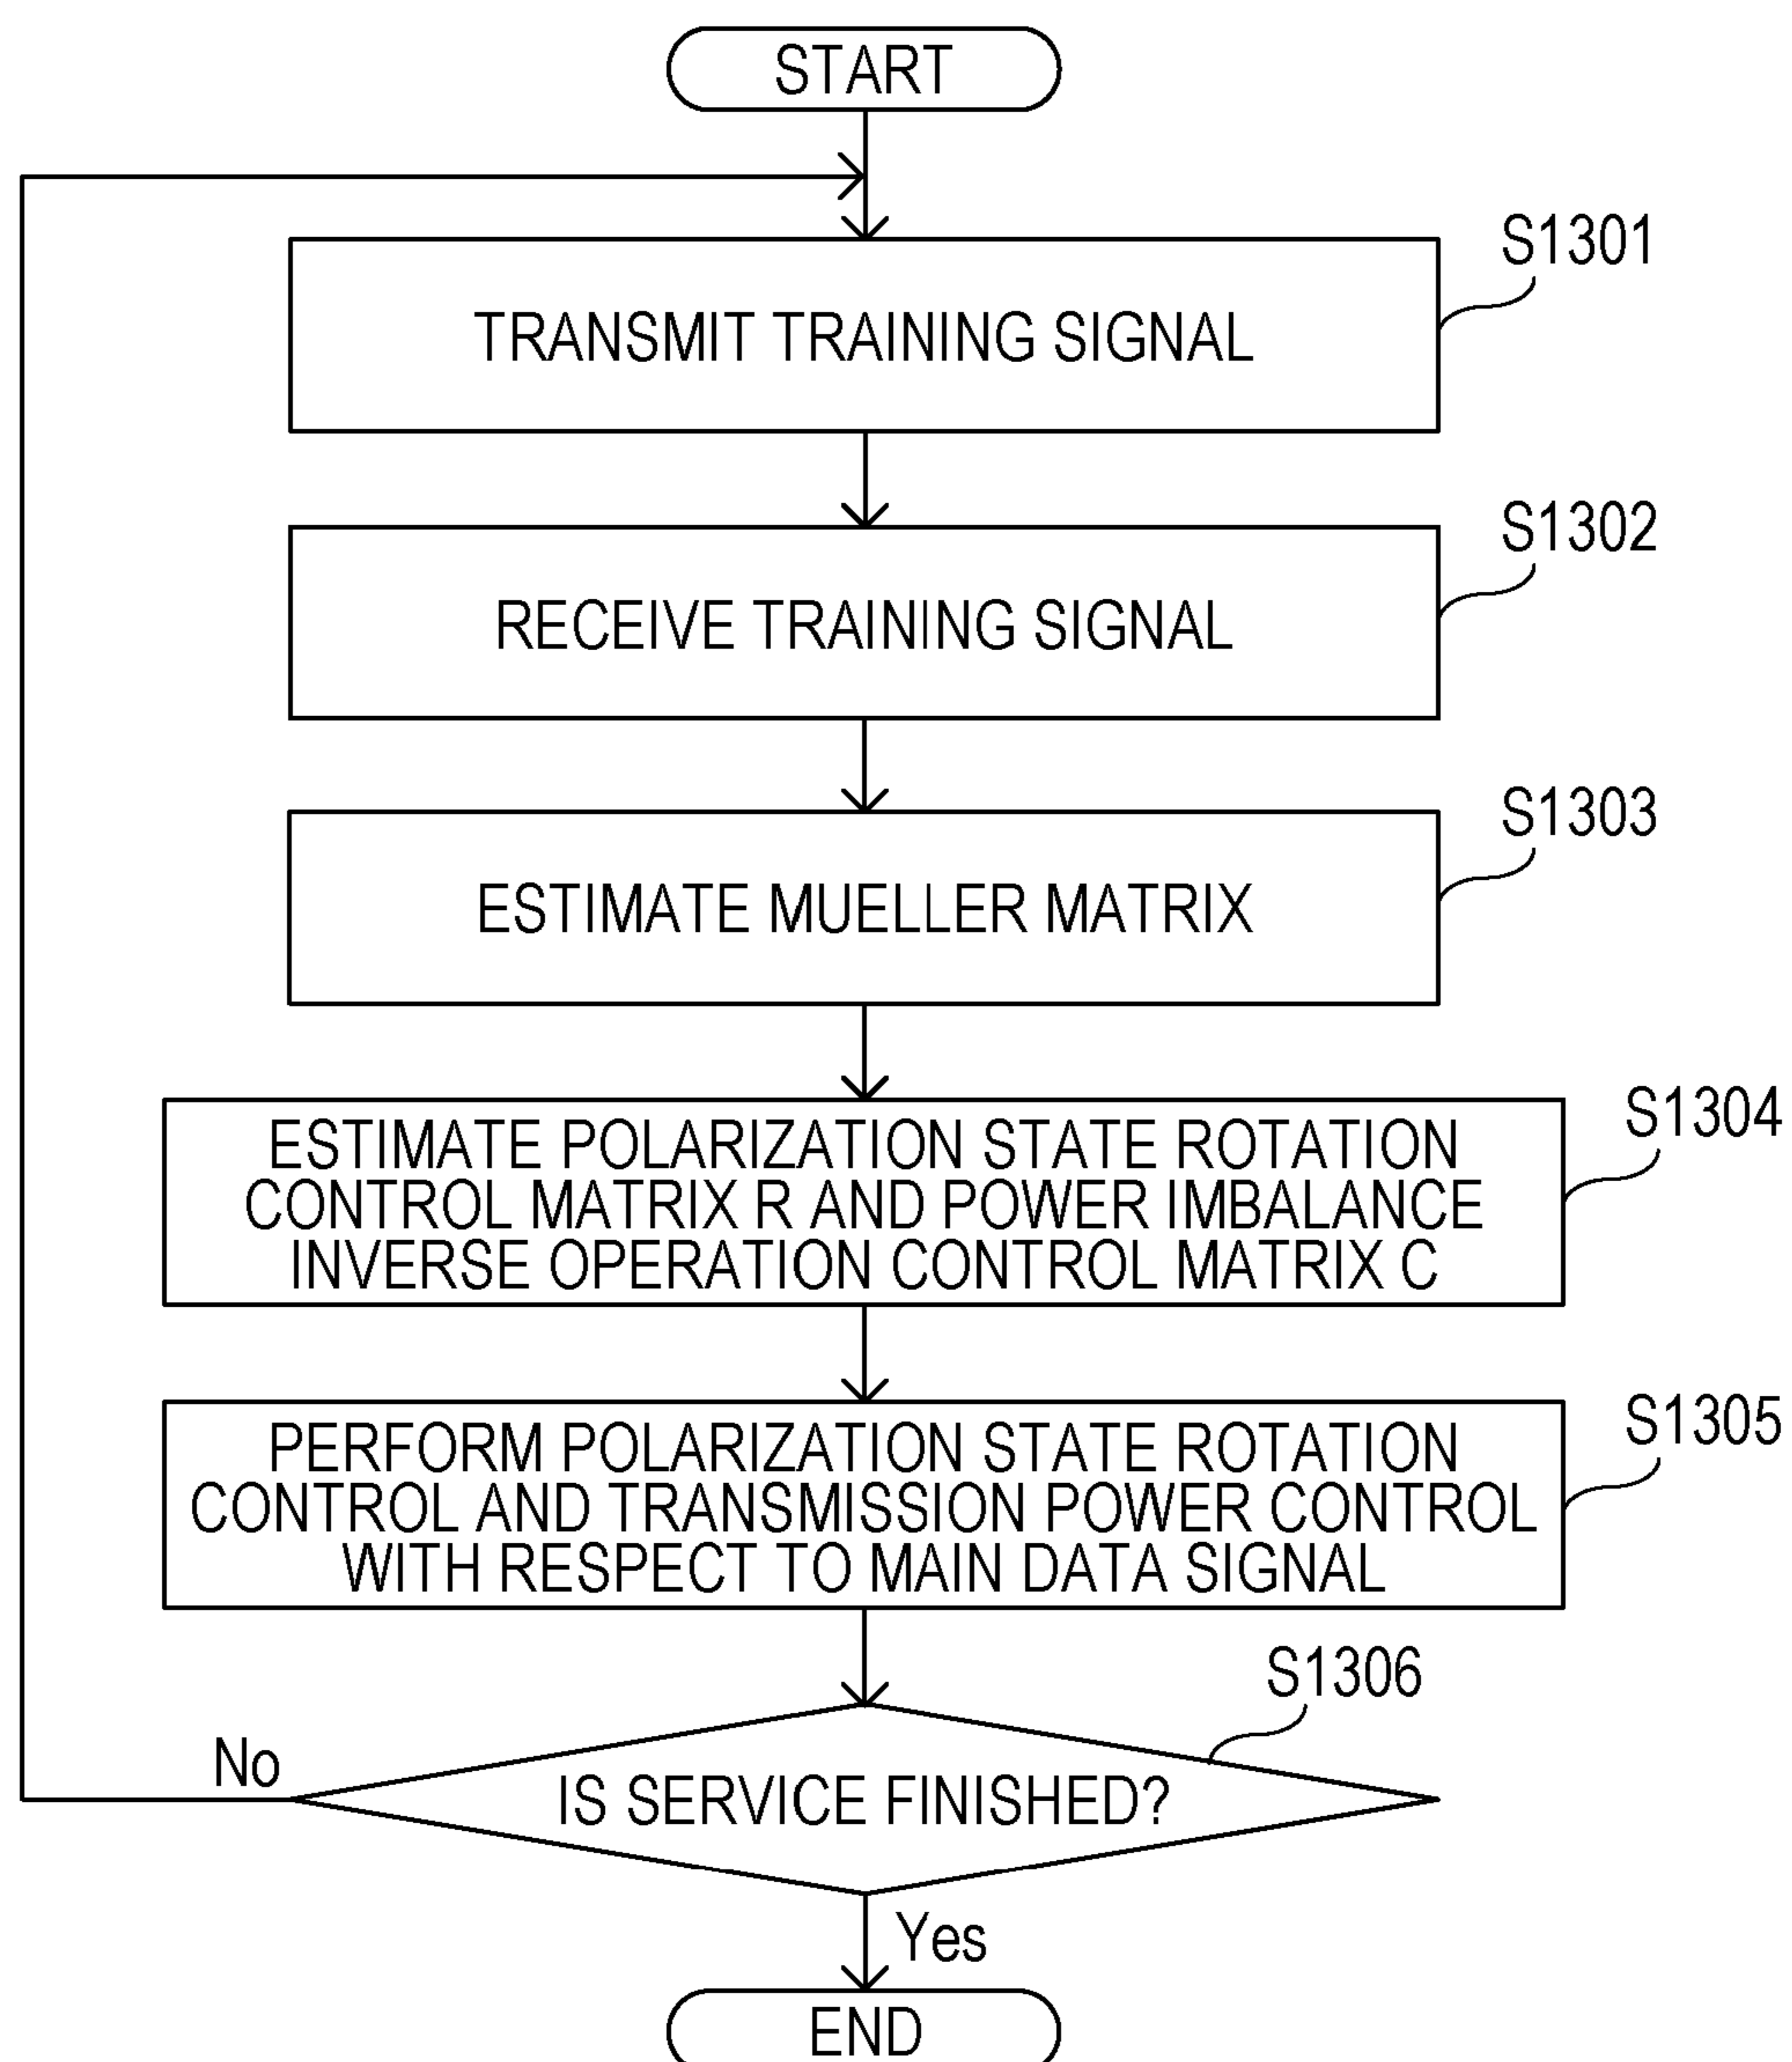 START
S1301
TRANSMIT TRAINING SIGNAL
S1302
RECEIVE TRAINING SIGNAL
S1303
ESTIMATE MUELLER MATRIX
S1304
ESTIMATE POLARIZATION STATE ROTATION
CONTROL MATRIX R AND POWER IMBALANCE
INVERSE OPERATION CONTROL MATRIX C
S1305
PERFORM POLARIZATION STATE ROTATION
CONTROL AND TRANSMISSION POWER CONTROL
WITH RESPECT TO MAIN DATA SIGNAL
S1306
No
IS SERVICE FINISHED?
Yes
END